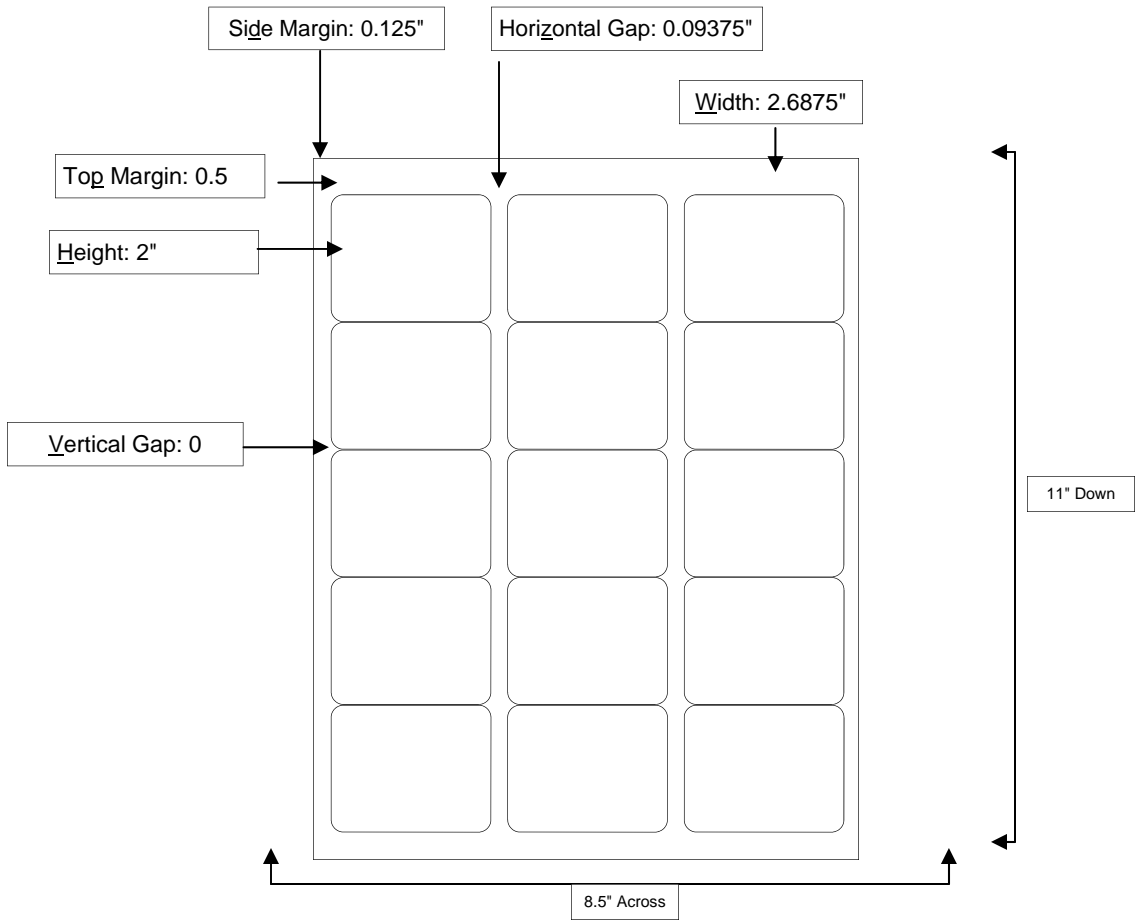 Side Margin: 0.125"
Horizontal Gap: 0.09375"
Width: 2.6875"
Top Margin: 0.5
Height: 2"
Vertical Gap: 0
11" Down
8.5" Across